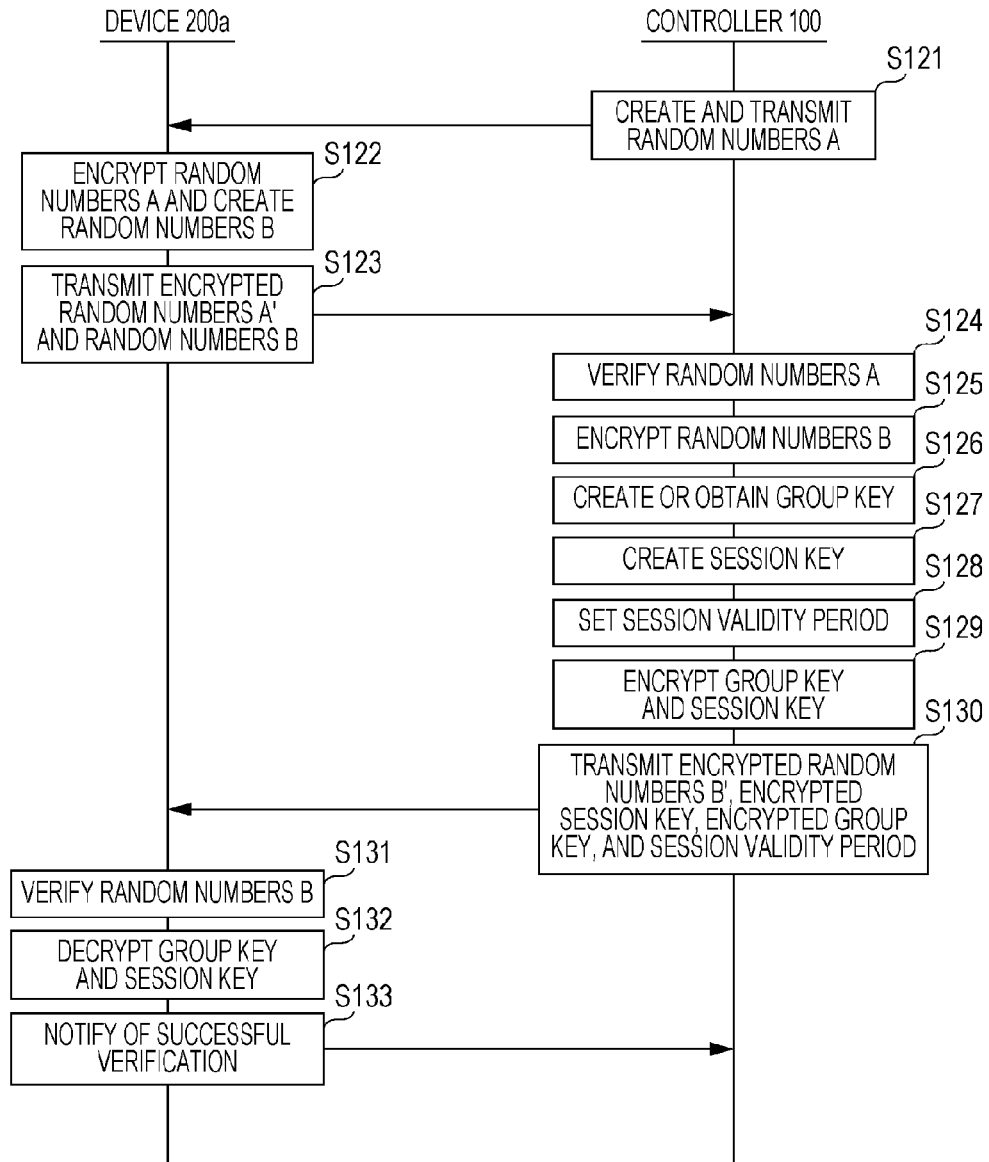 DEVICE 200a
CONTROLLER 100
S121
CREATE AND TRANSMIT
RANDOM NUMBERS A
S122
ENCRYPT RANDOM
NUMBERS A AND CREATE
RANDOM NUMBERS B
S123
TRANSMIT ENCRYPTED
RANDOM NUMBERS A'
AND RANDOM NUMBERS B
S124
VERIFY RANDOM NUMBERS A
S125
ENCRYPT RANDOM NUMBERS B
S126
CREATE OR OBTAIN GROUP KEY
S127
CREATE SESSION KEY
S128
SET SESSION VALIDITY PERIOD
S129
ENCRYPT GROUP KEY
AND SESSION KEY
S130
TRANSMIT ENCRYPTED RANDOM
NUMBERS B', ENCRYPTED
SESSION KEY, ENCRYPTED GROUP
KEY, AND SESSION VALIDITY PERIOD
S131
VERIFY RANDOM NUMBERS B
S132
DECRYPT GROUP KEY
AND SESSION KEY
S133
NOTIFY OF SUCCESSFUL
VERIFICATION